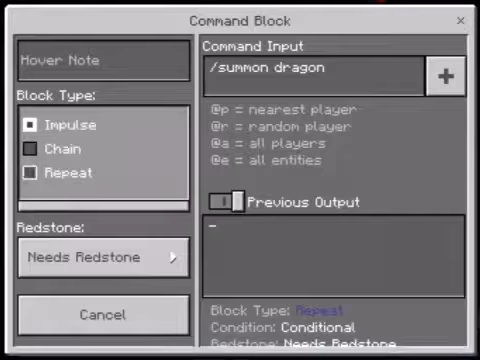 Command Block
Hover Note
Block Type:
Impulse
Chain
Repeat
Redstone:
Needs Redstone
Cancel
Command Input
/summon dragon
@p = nearest player
@r = random player
@a = all players
@e = all entities
Previous Output
-
Block Type: Repeat
Condition: Conditional
Redstone: Needs Redstone